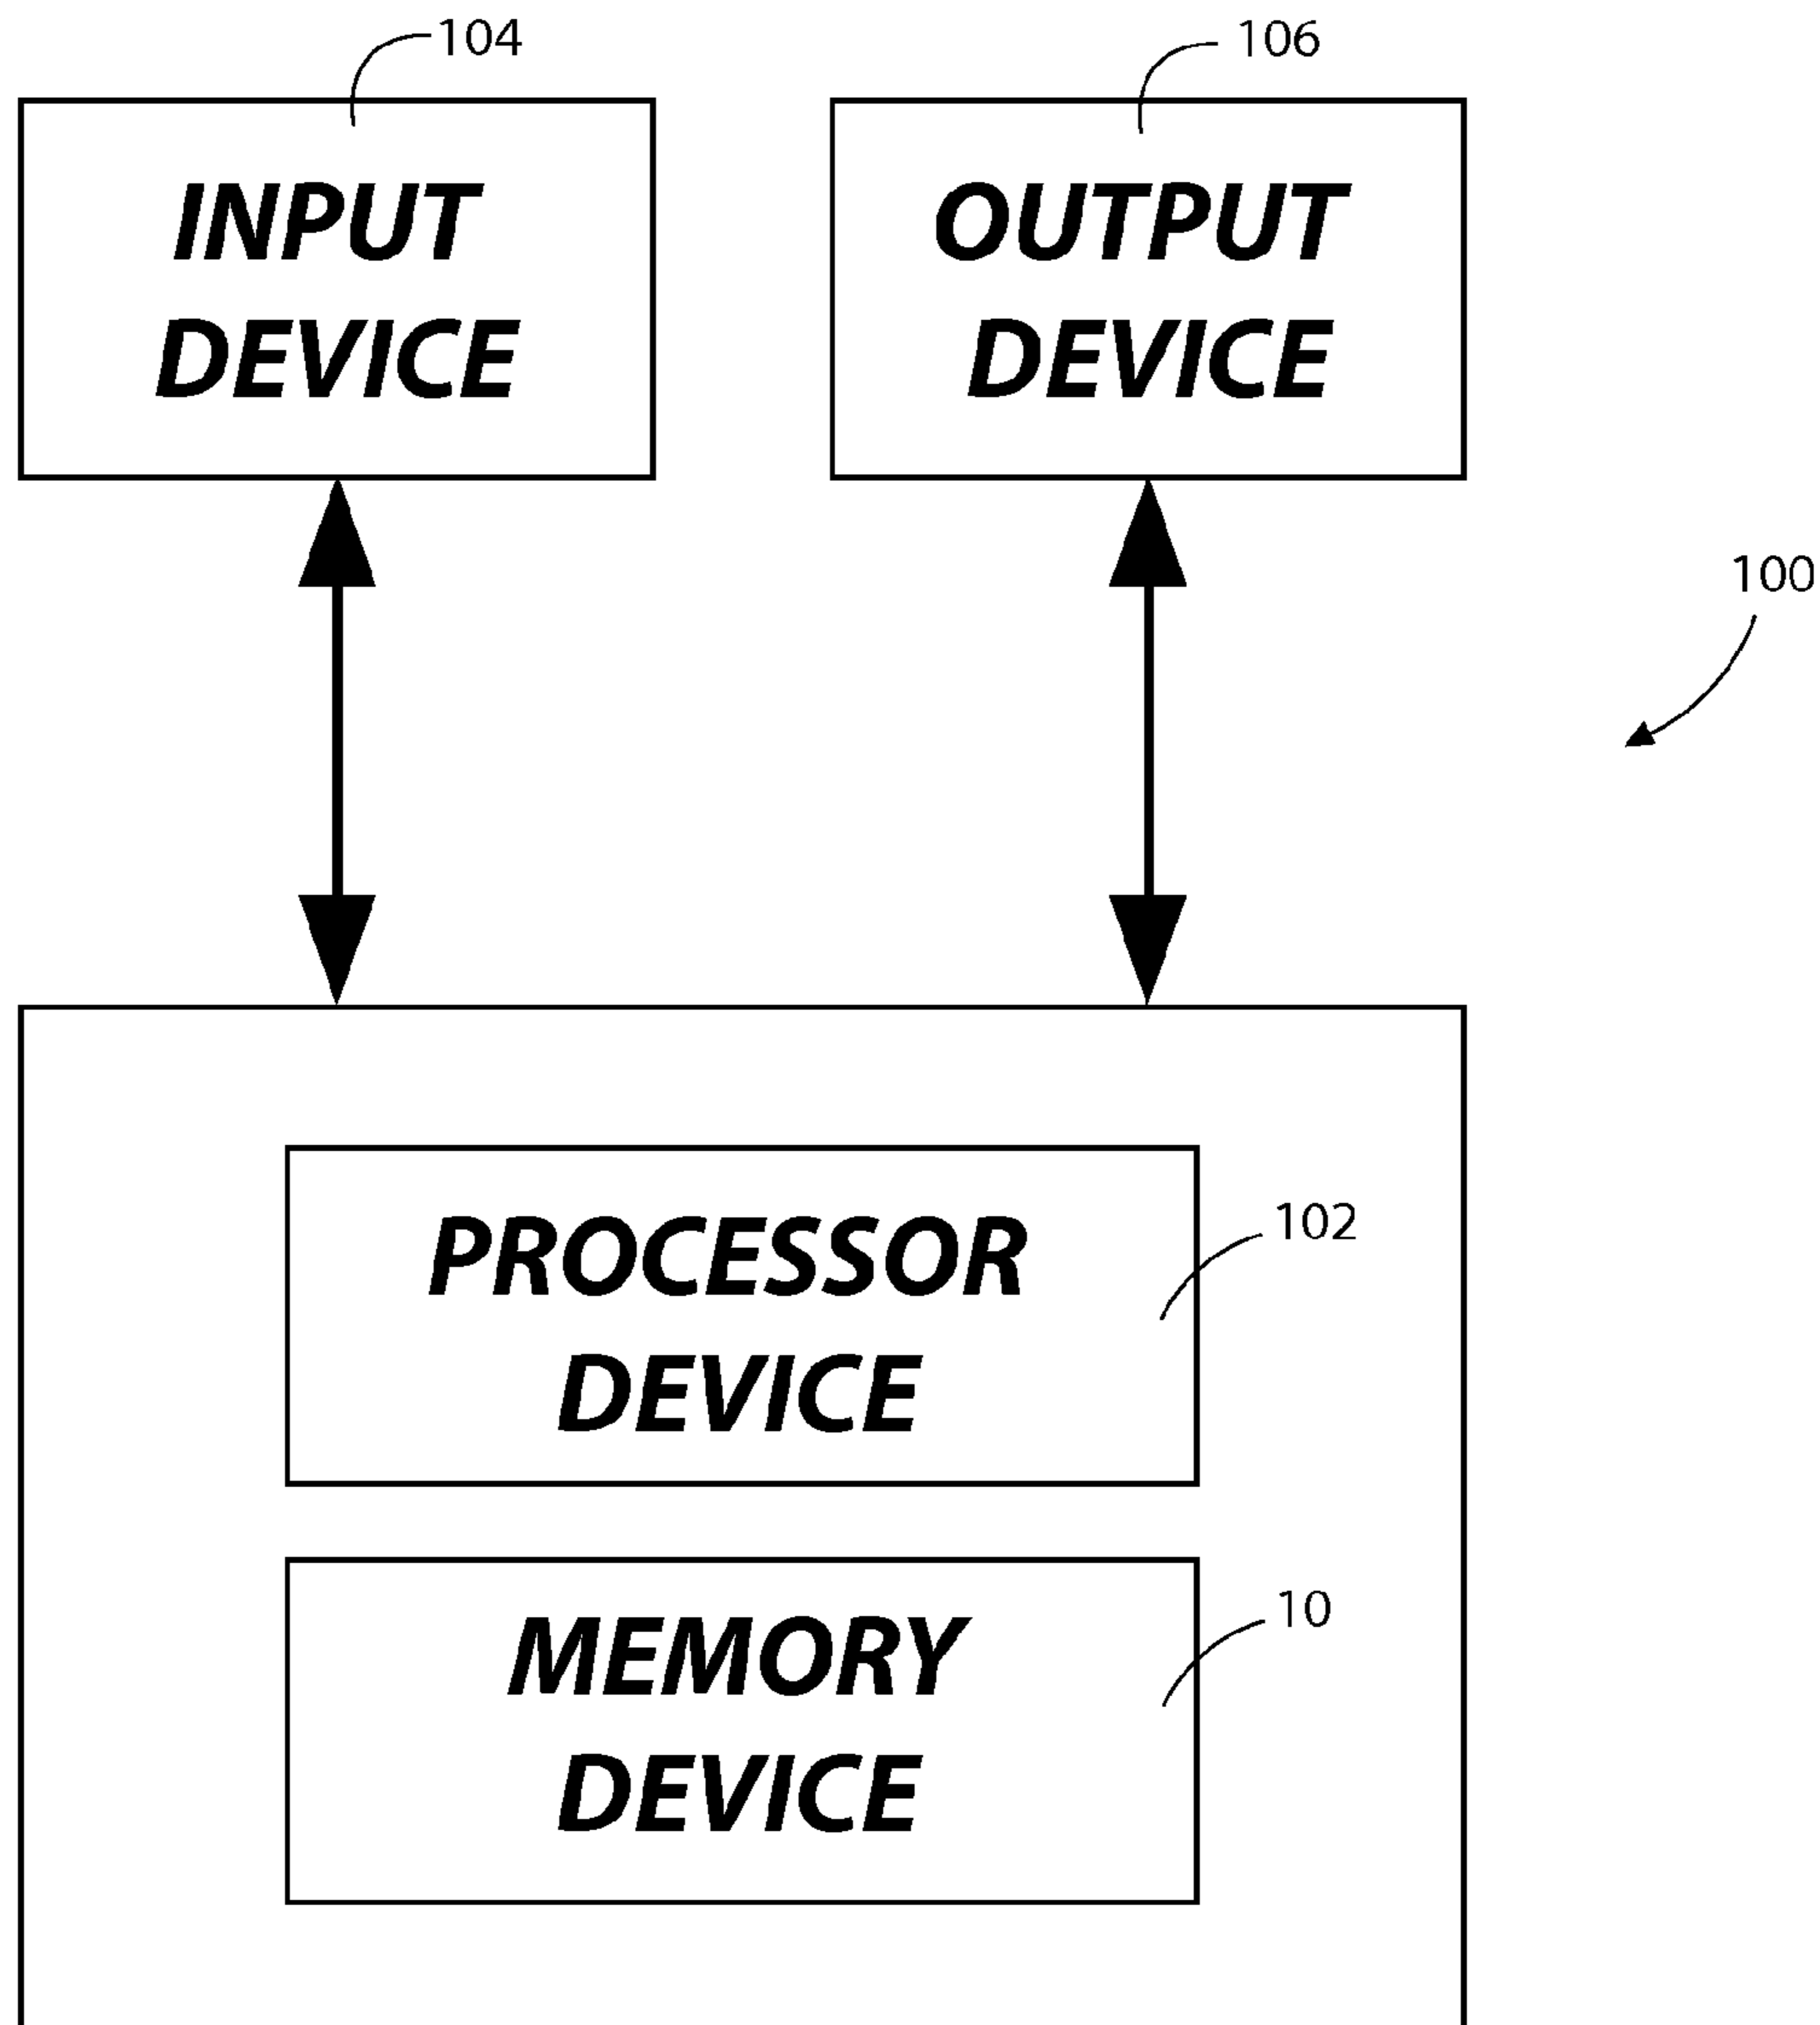 104
106
INPUT
DEVICE
OUTPUT
DEVICE
100
PROCESSOR
DEVICE
102
MEMORY
DEVICE
10